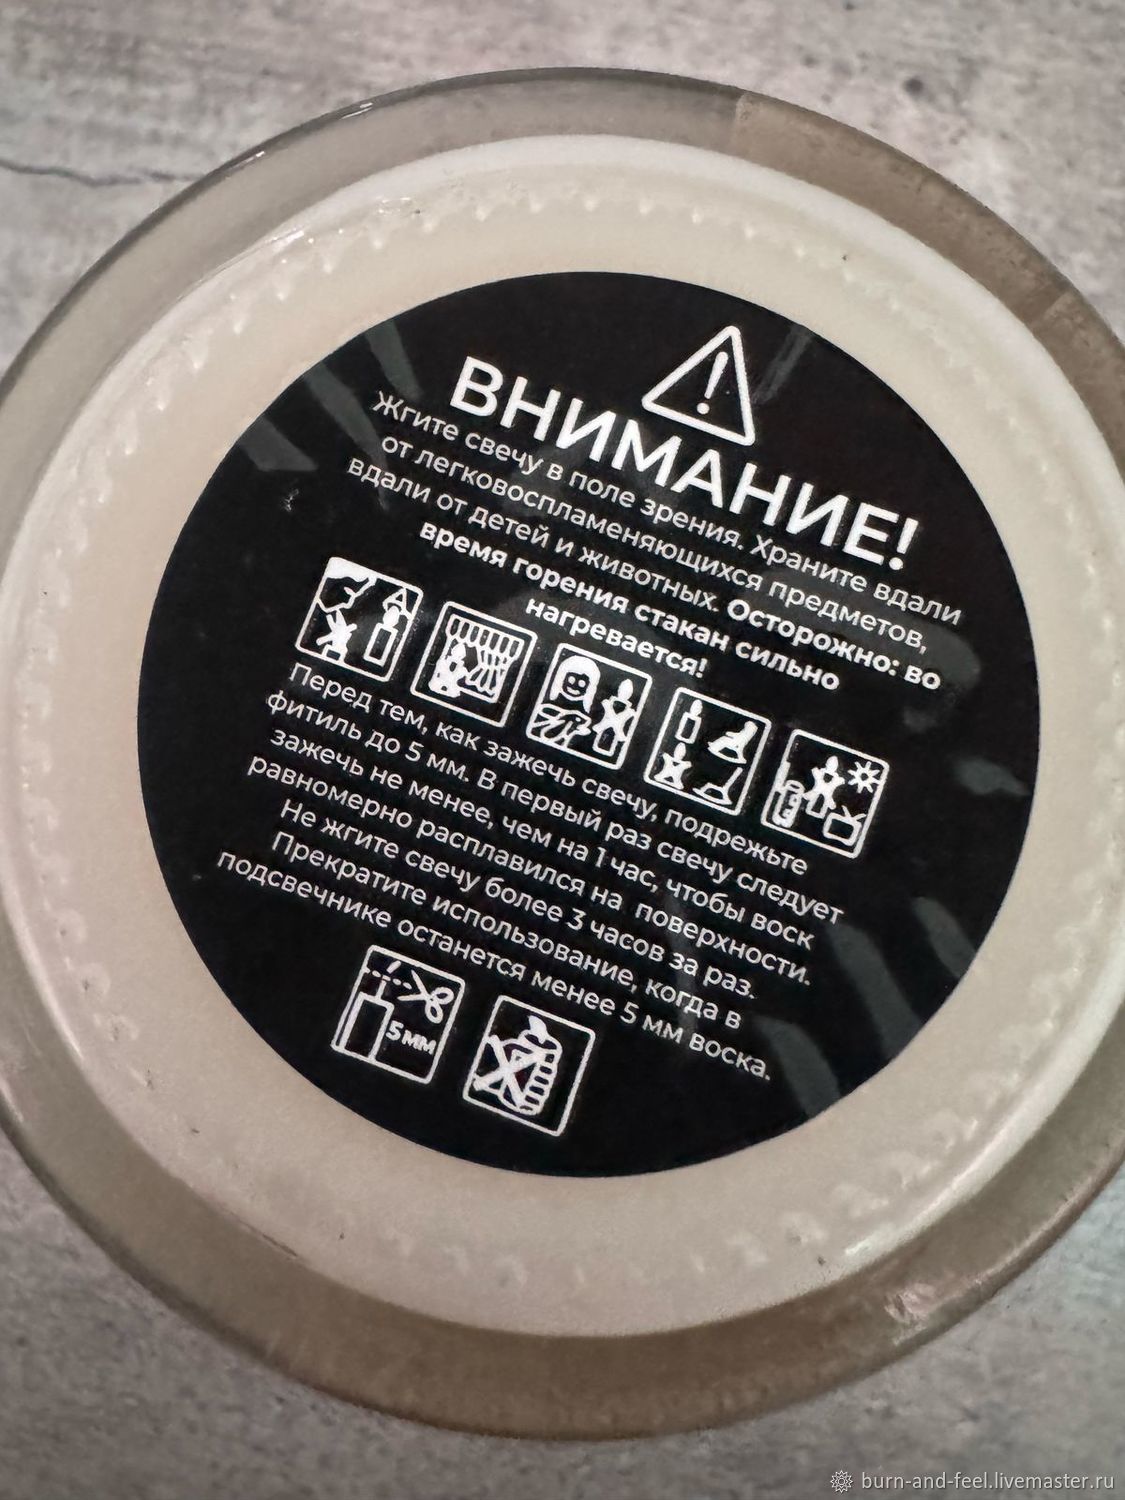 ВНИМАНИЕ!
Жгите свечу в поле зрения. Храните вдали
от легковоспламеняющихся предметов,
вдали от детей и животных. Осторожно: во
время горения стакан сильно
нагревается!
Перед тем, как зажечь свечу, подрежьте
фитиль до 5 мм. В первый раз свечу следует
зажечь не менее, чем на 1 час, чтобы воск
равномерно расплавился на поверхности.
Не жгите свечу более 3 часов за раз.
Прекратите использование, когда в
подсвечнике останется менее 5 мм воска.
5 мм
burn-and-feel.livemaster.ru